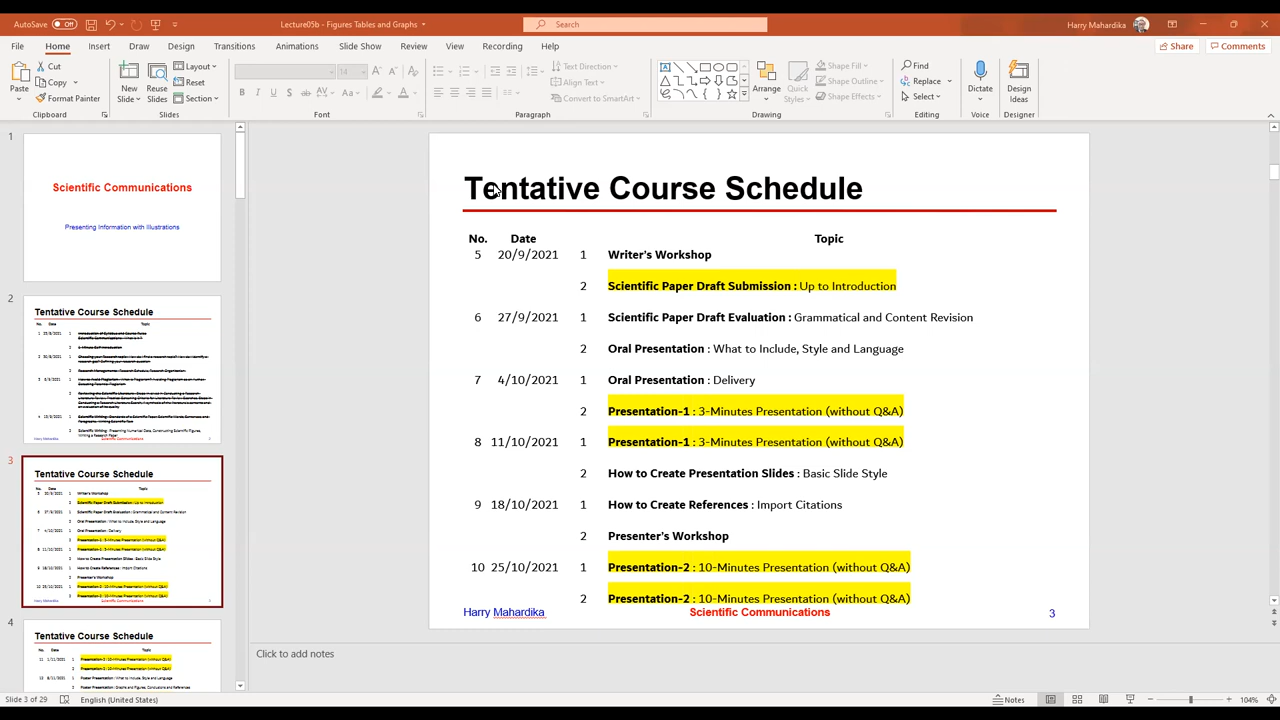 AutoSave Off Lecture05b - Figures Tables and Graphs Search Harry Mahardika
File Home Insert Draw Design Transitions Animations Slide Show Review View Recording Help Share Comments
Paste Cut Copy Format Painter Clipboard
New Slide Reuse Slides Layout Reset Section Slides
14 Font
Text Direction Align Text Convert to SmartArt Paragraph
Arrange Quick Styles Shape Fill Shape Outline Shape Effects Drawing
Find Replace Select Editing
Dictate Voice
Design Ideas Designer
1
Scientific Communications
Presenting Information with Illustrations
2
Tentative Course Schedule
3
Tentative Course Schedule
4
Tentative Course Schedule
Tentative Course Schedule
No. Date Topic
5 20/9/2021 1 Writer's Workshop
2 Scientific Paper Draft Submission : Up to Introduction
6 27/9/2021 1 Scientific Paper Draft Evaluation : Grammatical and Content Revision
2 Oral Presentation : What to Include, Style and Language
7 4/10/2021 1 Oral Presentation : Delivery
2 Presentation-1 : 3-Minutes Presentation (without Q&A)
8 11/10/2021 1 Presentation-1 : 3-Minutes Presentation (without Q&A)
2 How to Create Presentation Slides : Basic Slide Style
9 18/10/2021 1 How to Create References : Import Citations
2 Presenter's Workshop
10 25/10/2021 1 Presentation-2 : 10-Minutes Presentation (without Q&A)
2 Presentation-2 : 10-Minutes Presentation (without Q&A)
Harry Mahardika Scientific Communications 3
Click to add notes
Slide 3 of 29 English (United States) Notes 104%